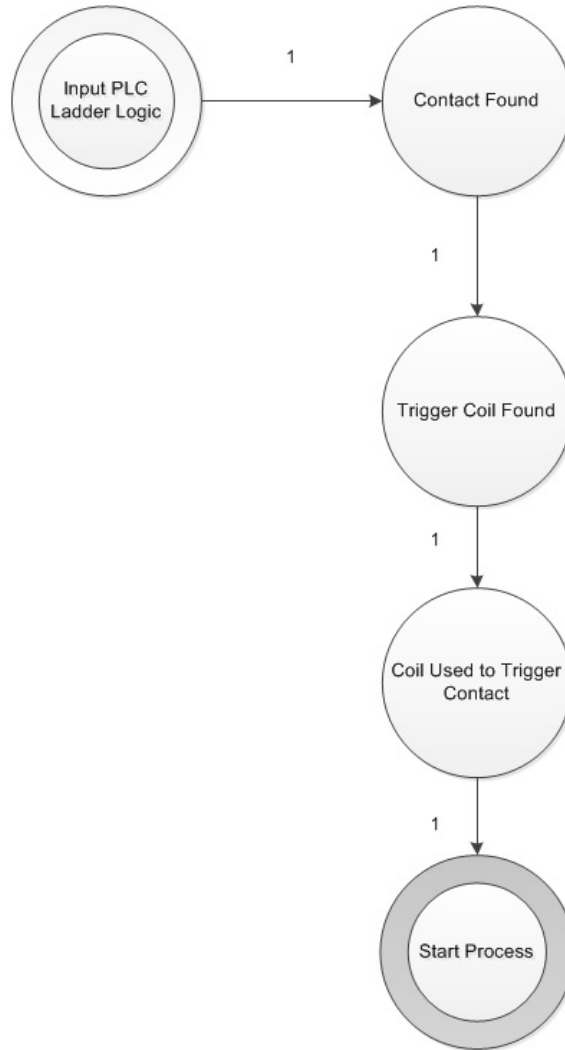 Input PLC
Ladder Logic
1
Contact Found
1
Trigger Coil Found
1
Coil Used to Trigger
Contact
1
Start Process